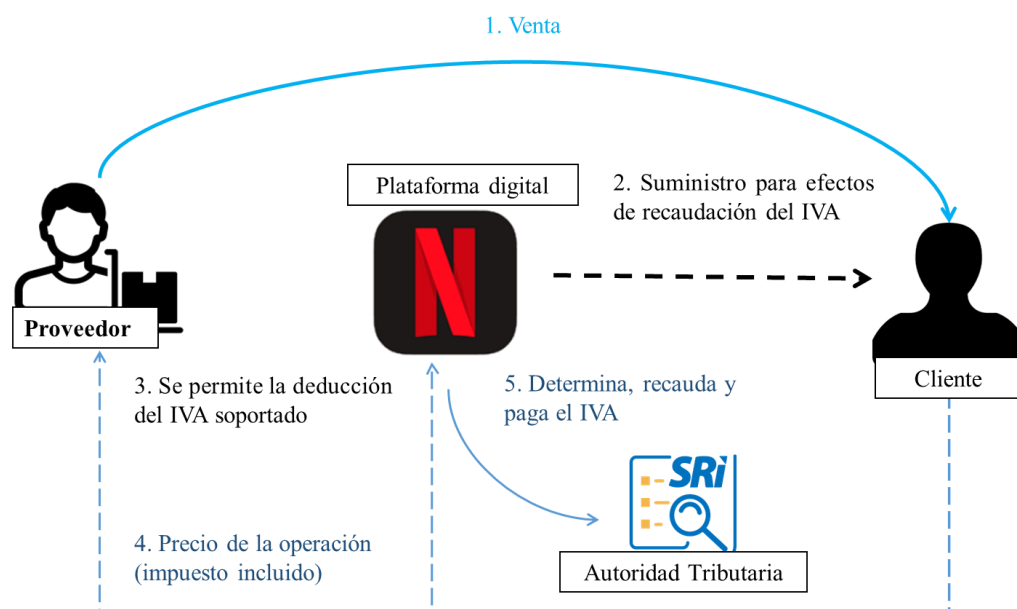 1. Venta
Plataforma digital
2. Suministro para efectos
de recaudación del IVA
Proveedor
Cliente
3. Se permite la deducción
del IVA soportado
5. Determina, recauda y
paga el IVA
SRi
4. Precio de la operación
(impuesto incluido)
Autoridad Tributaria